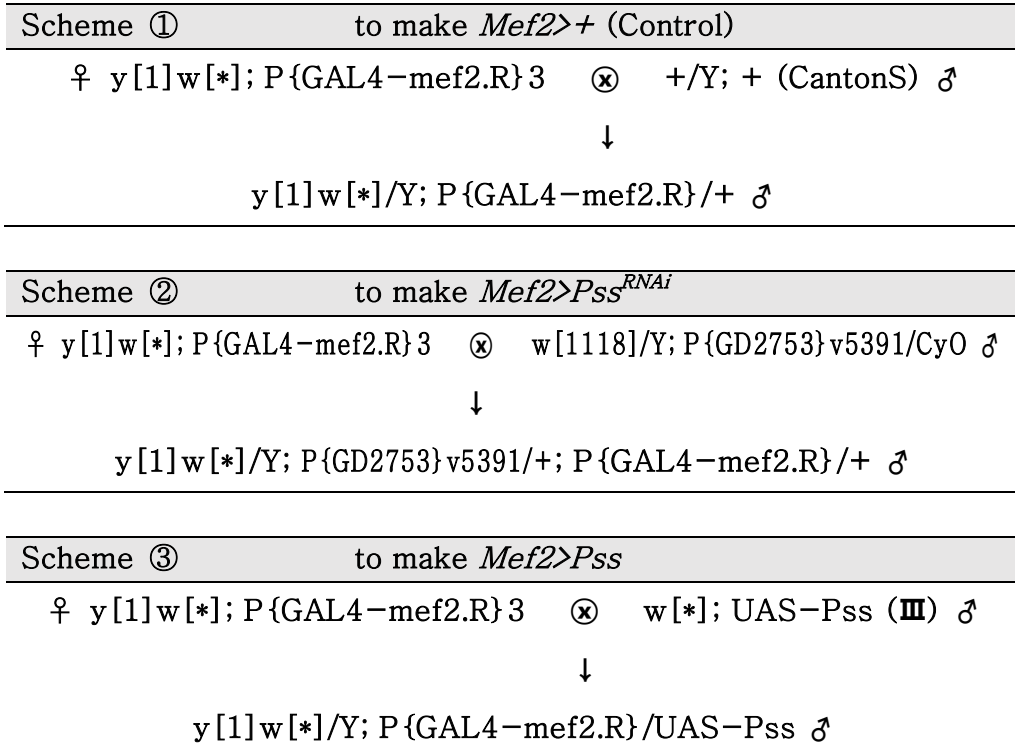 Scheme ① to make Mef2>+ (Control)
♀ y[1]w[*]; P{GAL4-mef2.R}3 ⓧ +/Y; + (CantonS) ♂
↓
y[1]w[*]/Y; P{GAL4-mef2.R}/+ ♂
Scheme ② to make Mef2>Pss^RNAi
♀ y[1]w[*]; P{GAL4-mef2.R}3 ⓧ w[1118]/Y; P{GD2753}v5391/CyO ♂
↓
y[1]w[*]/Y; P{GD2753}v5391/+; P{GAL4-mef2.R}/+ ♂
Scheme ③ to make Mef2>Pss
♀ y[1]w[*]; P{GAL4-mef2.R}3 ⓧ w[*]; UAS-Pss (Ⅲ) ♂
↓
y[1]w[*]/Y; P{GAL4-mef2.R}/UAS-Pss ♂